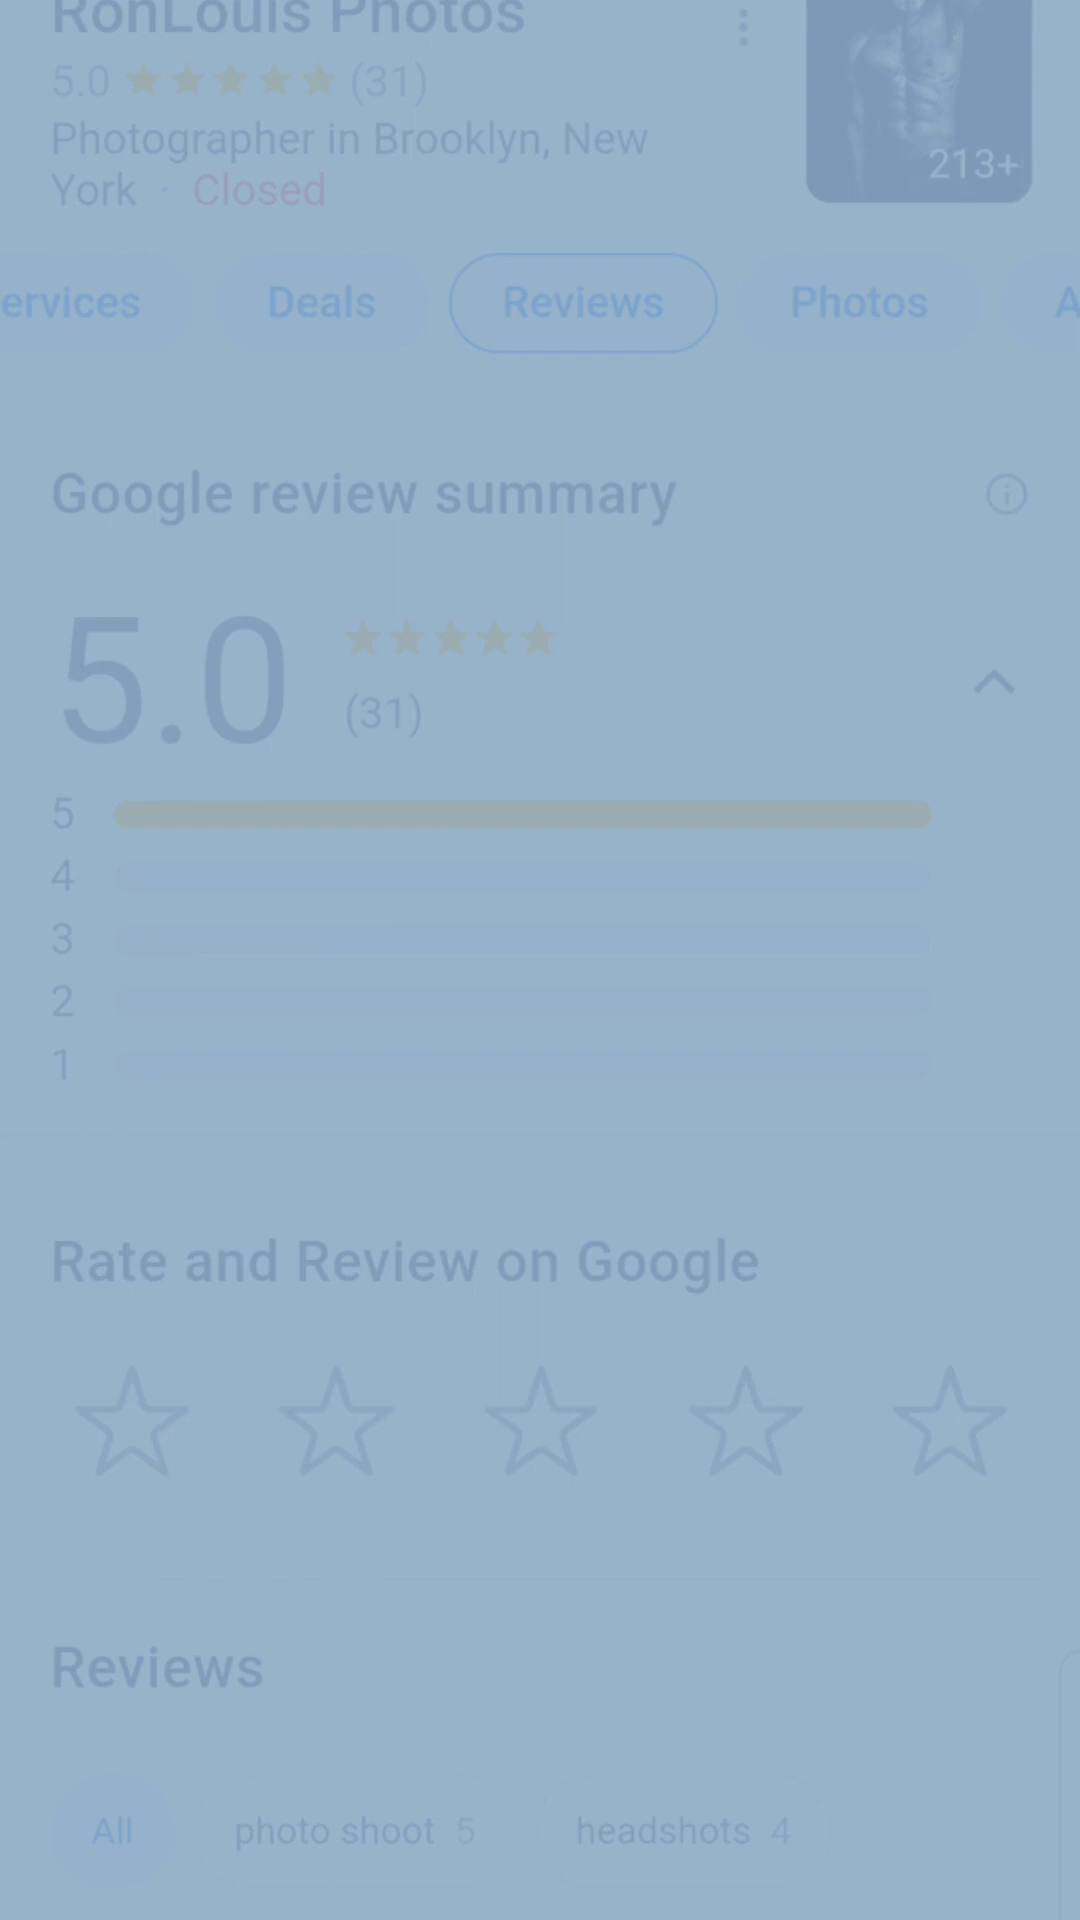 RonLouis Photos
5.0 (31)
Photographer in Brooklyn, New
York · Closed
213+
ervices Deals Reviews Photos A
Google review summary
5.0
(31)
5
4
3
2
1
Rate and Review on Google
Reviews
All photo shoot 5 headshots 4